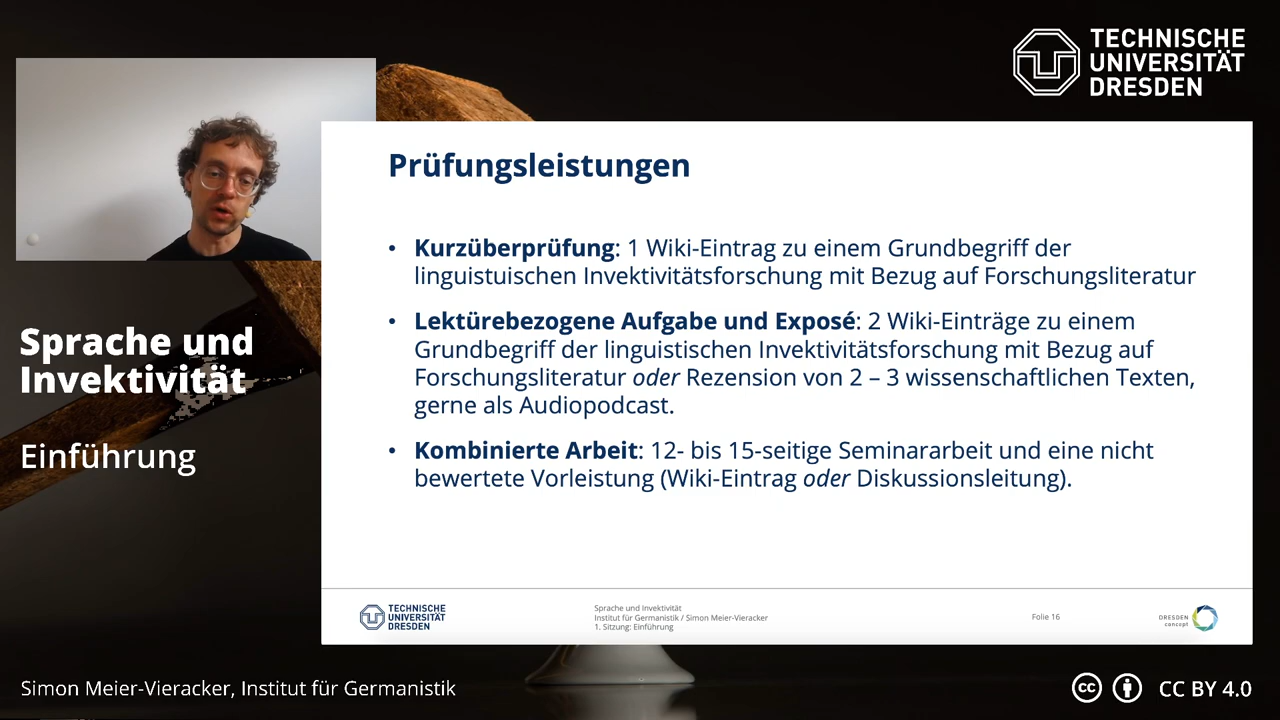 TECHNISCHE
UNIVERSITÄT
DRESDEN
Prüfungsleistungen
• Kurzüberprüfung: 1 Wiki-Eintrag zu einem Grundbegriff der
linguistuischen Invektivitätsforschung mit Bezug auf Forschungsliteratur
• Lektürebezogene Aufgabe und Exposé: 2 Wiki-Einträge zu einem
Grundbegriff der linguistischen Invektivitätsforschung mit Bezug auf
Forschungsliteratur oder Rezension von 2 – 3 wissenschaftlichen Texten,
gerne als Audiopodcast.
• Kombinierte Arbeit: 12- bis 15-seitige Seminararbeit und eine nicht
bewertete Vorleistung (Wiki-Eintrag oder Diskussionsleitung).
Sprache und
Invektivität
Einführung
TECHNISCHE
UNIVERSITÄT
DRESDEN
Sprache und Invektivität
Institut für Germanistik / Simon Meier-Vieracker
1. Sitzung: Einführung
Folie 16
DRESDEN
concept
Simon Meier-Vieracker, Institut für Germanistik
cc CC BY 4.0